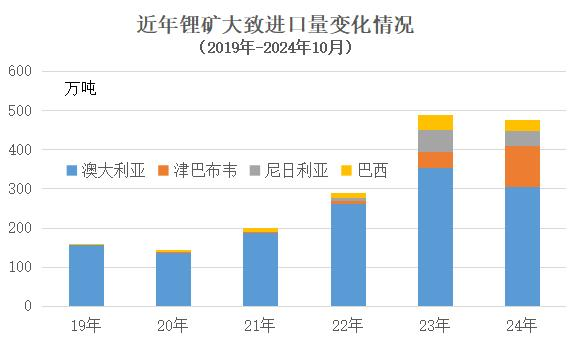 近年锂矿大致进口量变化情况
（2019年-2024年10月）
600
万吨
500
400
澳大利亚 津巴布韦 尼日利亚 巴西
300
200
100
0
19年 20年 21年 22年 23年 24年